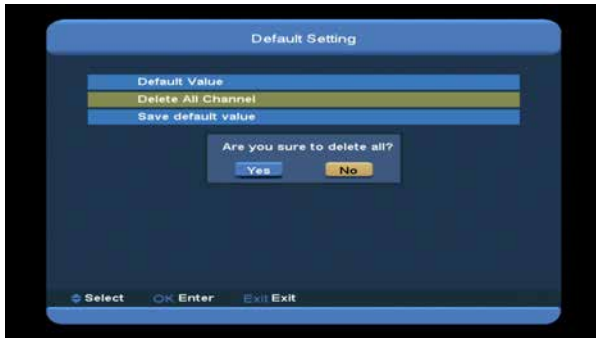 Default Setting
Default Value
Delete All Channel
Save default value
Are you sure to delete all?
Yes No
Select OK Enter Exit Exit